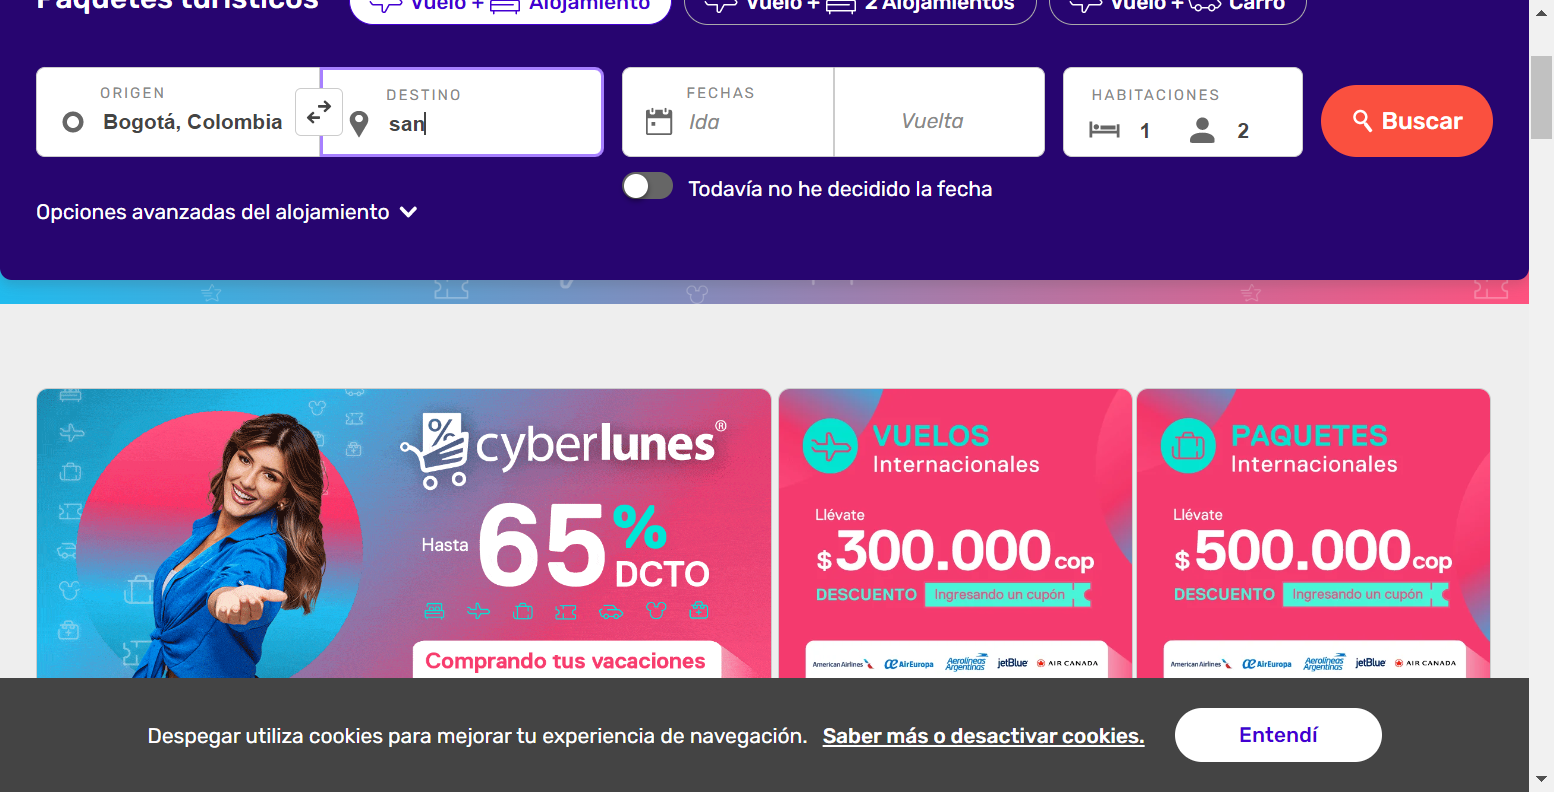 Paquetes turísticos
Vuelo + Alojamiento
Vuelo + 2 Alojamientos
Vuelo + Carro
ORIGEN
Bogotá, Colombia
DESTINO
san
FECHAS
Ida
Vuelta
HABITACIONES
1
2
Buscar
Todavía no he decidido la fecha
Opciones avanzadas del alojamiento
% cyberlunes®
Hasta 65% DCTO
Comprando tus vacaciones
VUELOS
Internacionales
Llévate
$300.000 COP
DESCUENTO Ingresando un cupón
American Airlines AirEuropa Aerolíneas Argentinas jetBlue AIR CANADA
PAQUETES
Internacionales
Llévate
$500.000 COP
DESCUENTO Ingresando un cupón
American Airlines AirEuropa Aerolíneas Argentinas jetBlue AIR CANADA
Despegar utiliza cookies para mejorar tu experiencia de navegación. Saber más o desactivar cookies.
Entendí